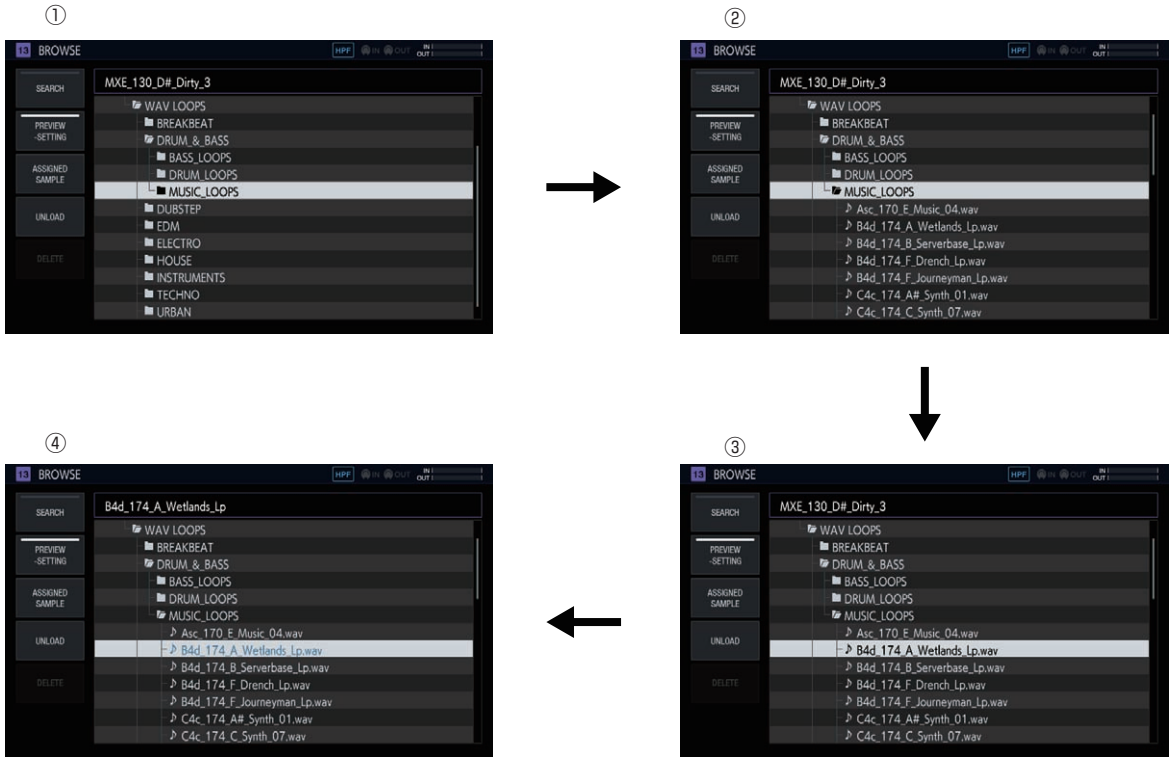 ①
13 BROWSE HPF IN OUT IN OUT
SEARCH
PREVIEW
-SETTING
ASSIGNED
SAMPLE
UNLOAD
DELETE
MXE_130_D#_Dirty_3
WAV LOOPS
BREAKBEAT
DRUM_&_BASS
BASS_LOOPS
DRUM_LOOPS
MUSIC_LOOPS
DUBSTEP
EDM
ELECTRO
HOUSE
INSTRUMENTS
TECHNO
URBAN
②
13 BROWSE HPF IN OUT IN OUT
SEARCH
PREVIEW
-SETTING
ASSIGNED
SAMPLE
UNLOAD
DELETE
MXE_130_D#_Dirty_3
WAV LOOPS
BREAKBEAT
DRUM_&_BASS
BASS_LOOPS
DRUM_LOOPS
MUSIC_LOOPS
Asc_170_E_Music_04.wav
B4d_174_A_Wetlands_Lp.wav
B4d_174_B_Serverbase_Lp.wav
B4d_174_F_Drench_Lp.wav
B4d_174_F_Journeyman_Lp.wav
C4c_174_A#_Synth_01.wav
C4c_174_C_Synth_07.wav
③
13 BROWSE HPF IN OUT IN OUT
SEARCH
PREVIEW
-SETTING
ASSIGNED
SAMPLE
UNLOAD
DELETE
MXE_130_D#_Dirty_3
WAV LOOPS
BREAKBEAT
DRUM_&_BASS
BASS_LOOPS
DRUM_LOOPS
MUSIC_LOOPS
Asc_170_E_Music_04.wav
B4d_174_A_Wetlands_Lp.wav
B4d_174_B_Serverbase_Lp.wav
B4d_174_F_Drench_Lp.wav
B4d_174_F_Journeyman_Lp.wav
C4c_174_A#_Synth_01.wav
C4c_174_C_Synth_07.wav
④
13 BROWSE HPF IN OUT IN OUT
SEARCH
PREVIEW
-SETTING
ASSIGNED
SAMPLE
UNLOAD
DELETE
B4d_174_A_Wetlands_Lp
WAV LOOPS
BREAKBEAT
DRUM_&_BASS
BASS_LOOPS
DRUM_LOOPS
MUSIC_LOOPS
Asc_170_E_Music_04.wav
B4d_174_A_Wetlands_Lp.wav
B4d_174_B_Serverbase_Lp.wav
B4d_174_F_Drench_Lp.wav
B4d_174_F_Journeyman_Lp.wav
C4c_174_A#_Synth_01.wav
C4c_174_C_Synth_07.wav